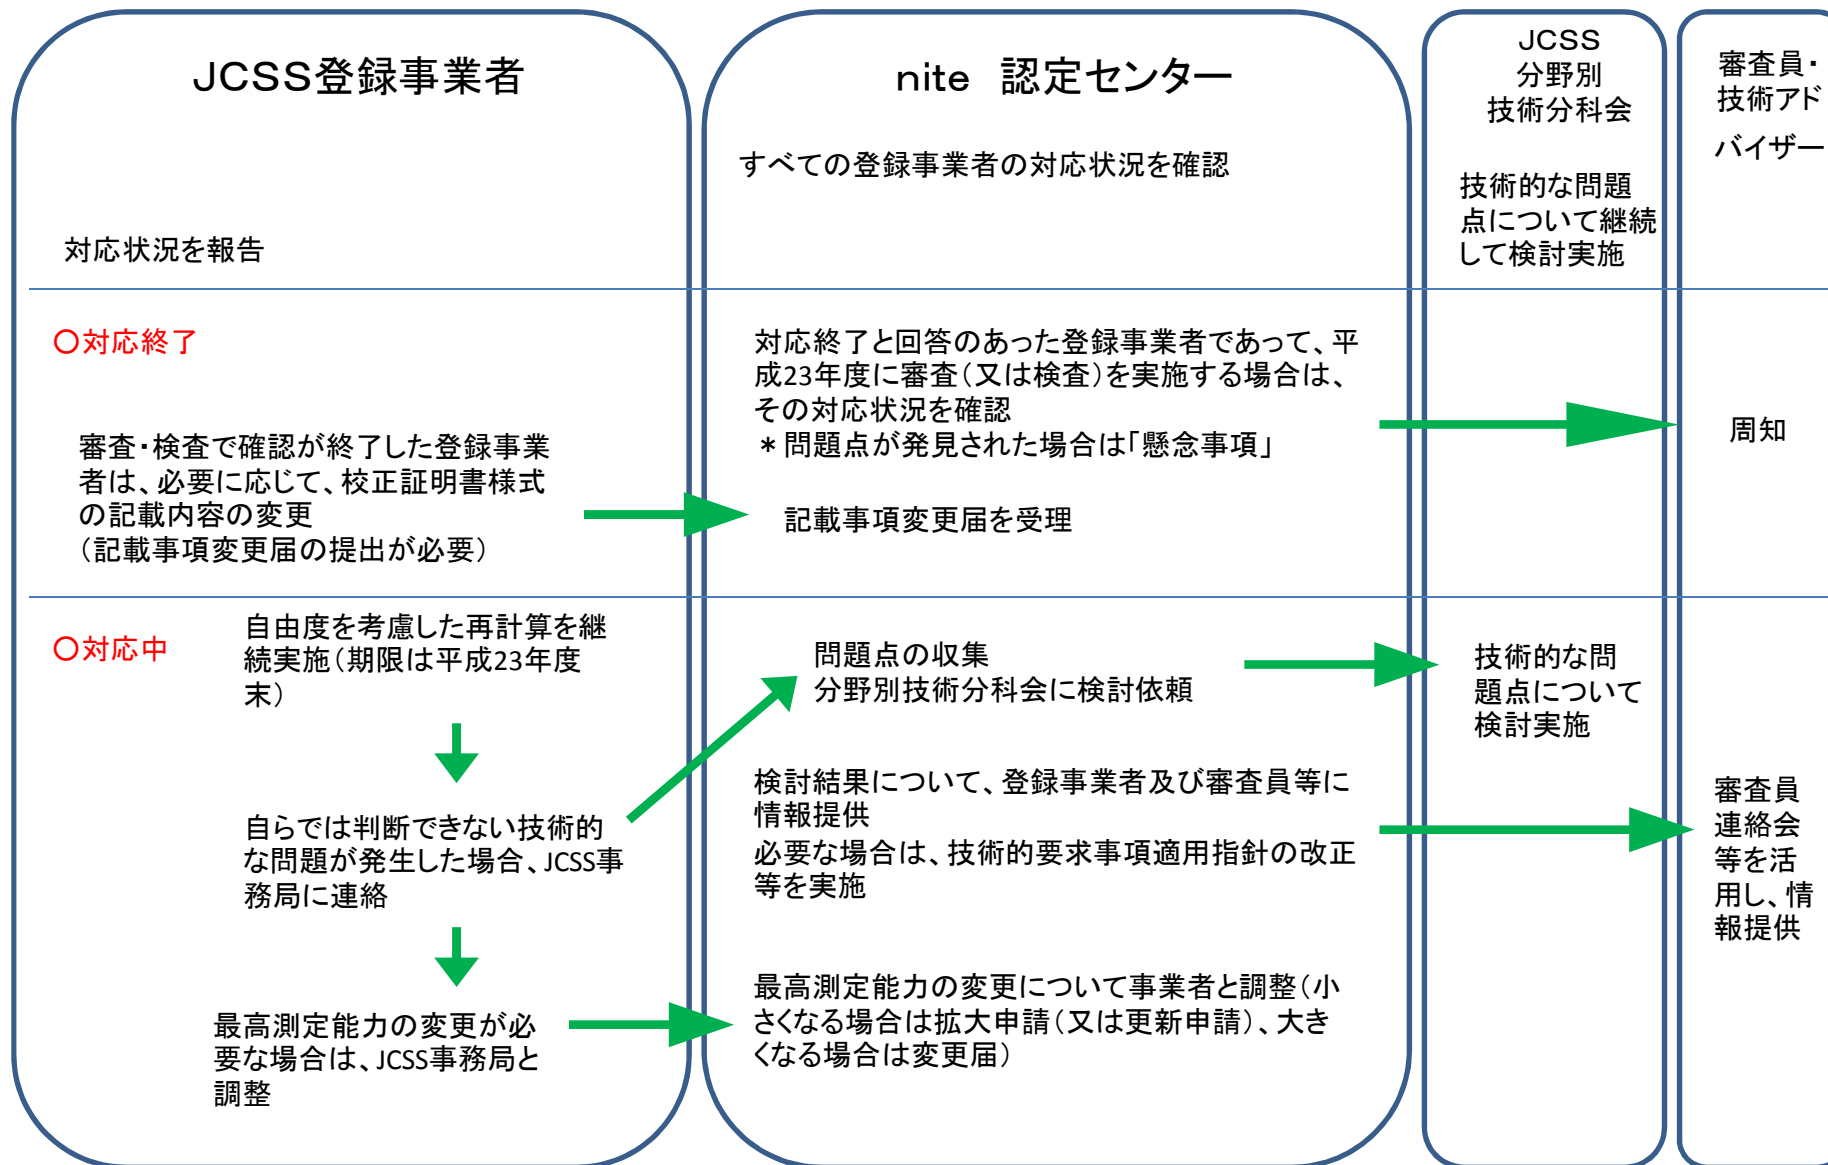 JCSS登録事業者
対応状況を報告
nite　認定センター
すべての登録事業者の対応状況を確認
JCSS
分野別
技術分科会
技術的な問題
点について継続
して検討実施
審査員・
技術アド
バイザー
〇対応終了
審査・検査で確認が終了した登録事業
者は、必要に応じて、校正証明書様式
の記載内容の変更
（記載事項変更届の提出が必要）
対応終了と回答のあった登録事業者であって、平
成23年度に審査（又は検査）を実施する場合は、
その対応状況を確認
＊問題点が発見された場合は「懸念事項」
記載事項変更届を受理
周知
〇対応中
自由度を考慮した再計算を継
続実施（期限は平成23年度
末）
自らでは判断できない技術的
な問題が発生した場合、JCSS事
務局に連絡
最高測定能力の変更が必
要な場合は、JCSS事務局と
調整
問題点の収集
分野別技術分科会に検討依頼
検討結果について、登録事業者及び審査員等に
情報提供
必要な場合は、技術的要求事項適用指針の改正
等を実施
最高測定能力の変更について事業者と調整（小
さくなる場合は拡大申請（又は更新申請）、大き
くなる場合は変更届）
技術的な問
題点について
検討実施
審査員
連絡会
等を活
用し、情
報提供